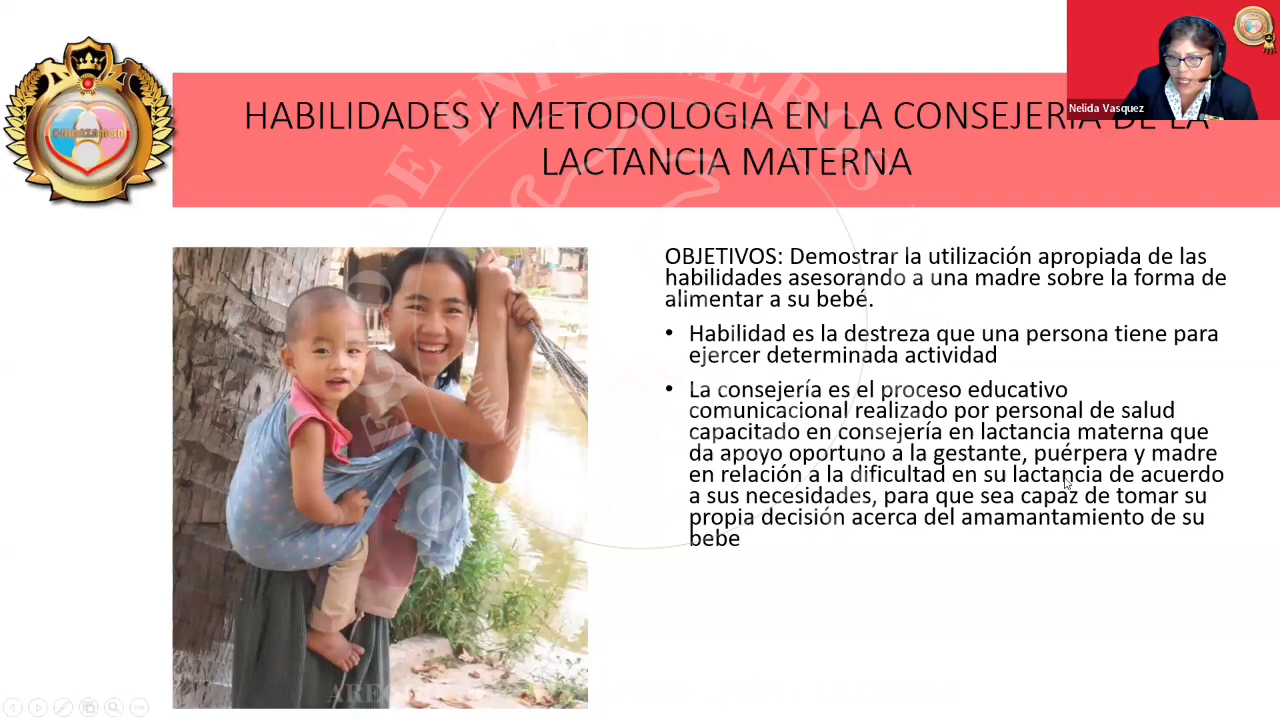 HABILIDADES Y METODOLOGIA EN LA CONSEJERIA DE LA
LACTANCIA MATERNA
Nelida Vasquez
OBJETIVOS: Demostrar la utilización apropiada de las
habilidades asesorando a una madre sobre la forma de
alimentar a su bebé.
• Habilidad es la destreza que una persona tiene para
ejercer determinada actividad
• La consejería es el proceso educativo
comunicacional realizado por personal de salud
capacitado en consejería en lactancia materna que
da apoyo oportuno a la gestante, puérpera y madre
en relación a la dificultad en su lactancia de acuerdo
a sus necesidades, para que sea capaz de tomar su
propia decisión acerca del amamantamiento de su
bebe